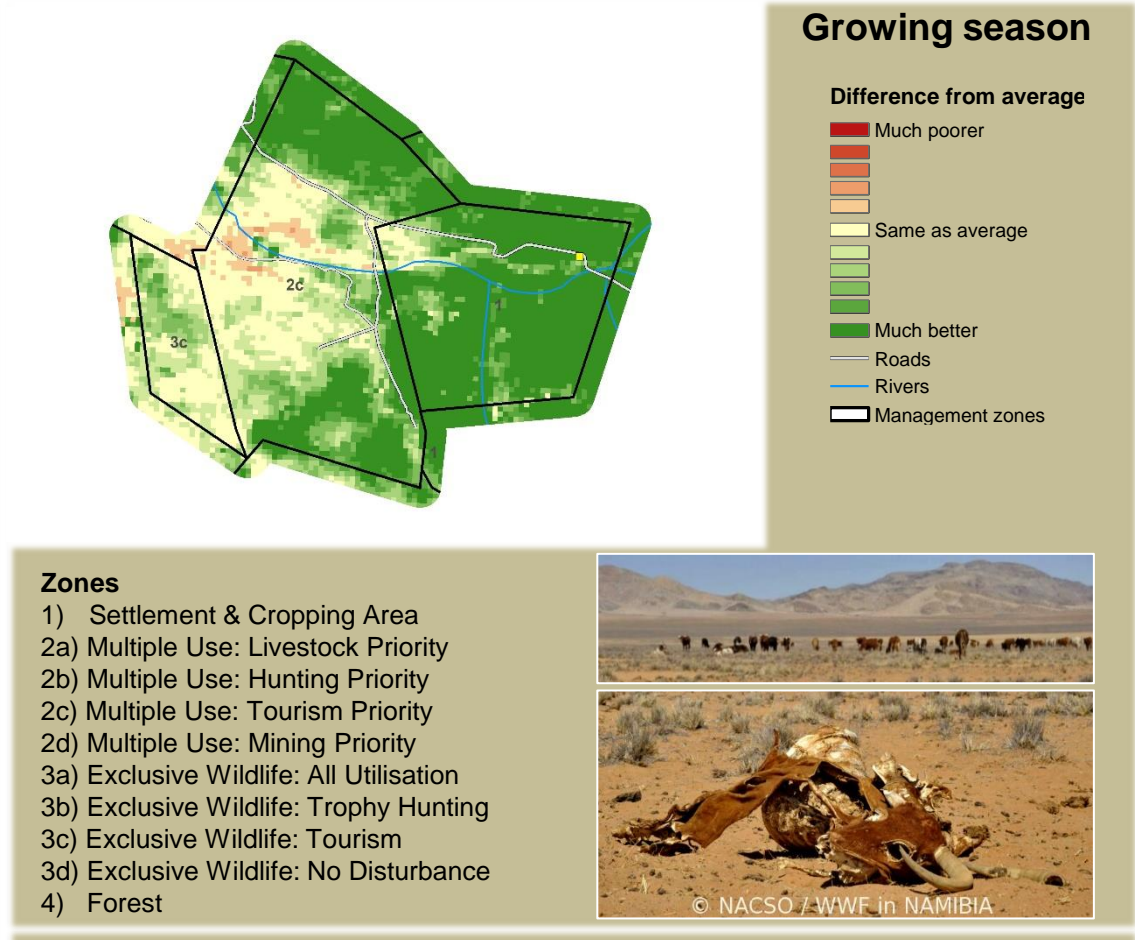 Growing season
Difference from average
Much poorer
Same as average
Much better
Roads
Rivers
Management zones
2c
1
3c
1
Zones
1) Settlement & Cropping Area
2a) Multiple Use: Livestock Priority
2b) Multiple Use: Hunting Priority
2c) Multiple Use: Tourism Priority
2d) Multiple Use: Mining Priority
3a) Exclusive Wildlife: All Utilisation
3b) Exclusive Wildlife: Trophy Hunting
3c) Exclusive Wildlife: Tourism
3d) Exclusive Wildlife: No Disturbance
4) Forest
© NACSO / WWF in NAMIBIA